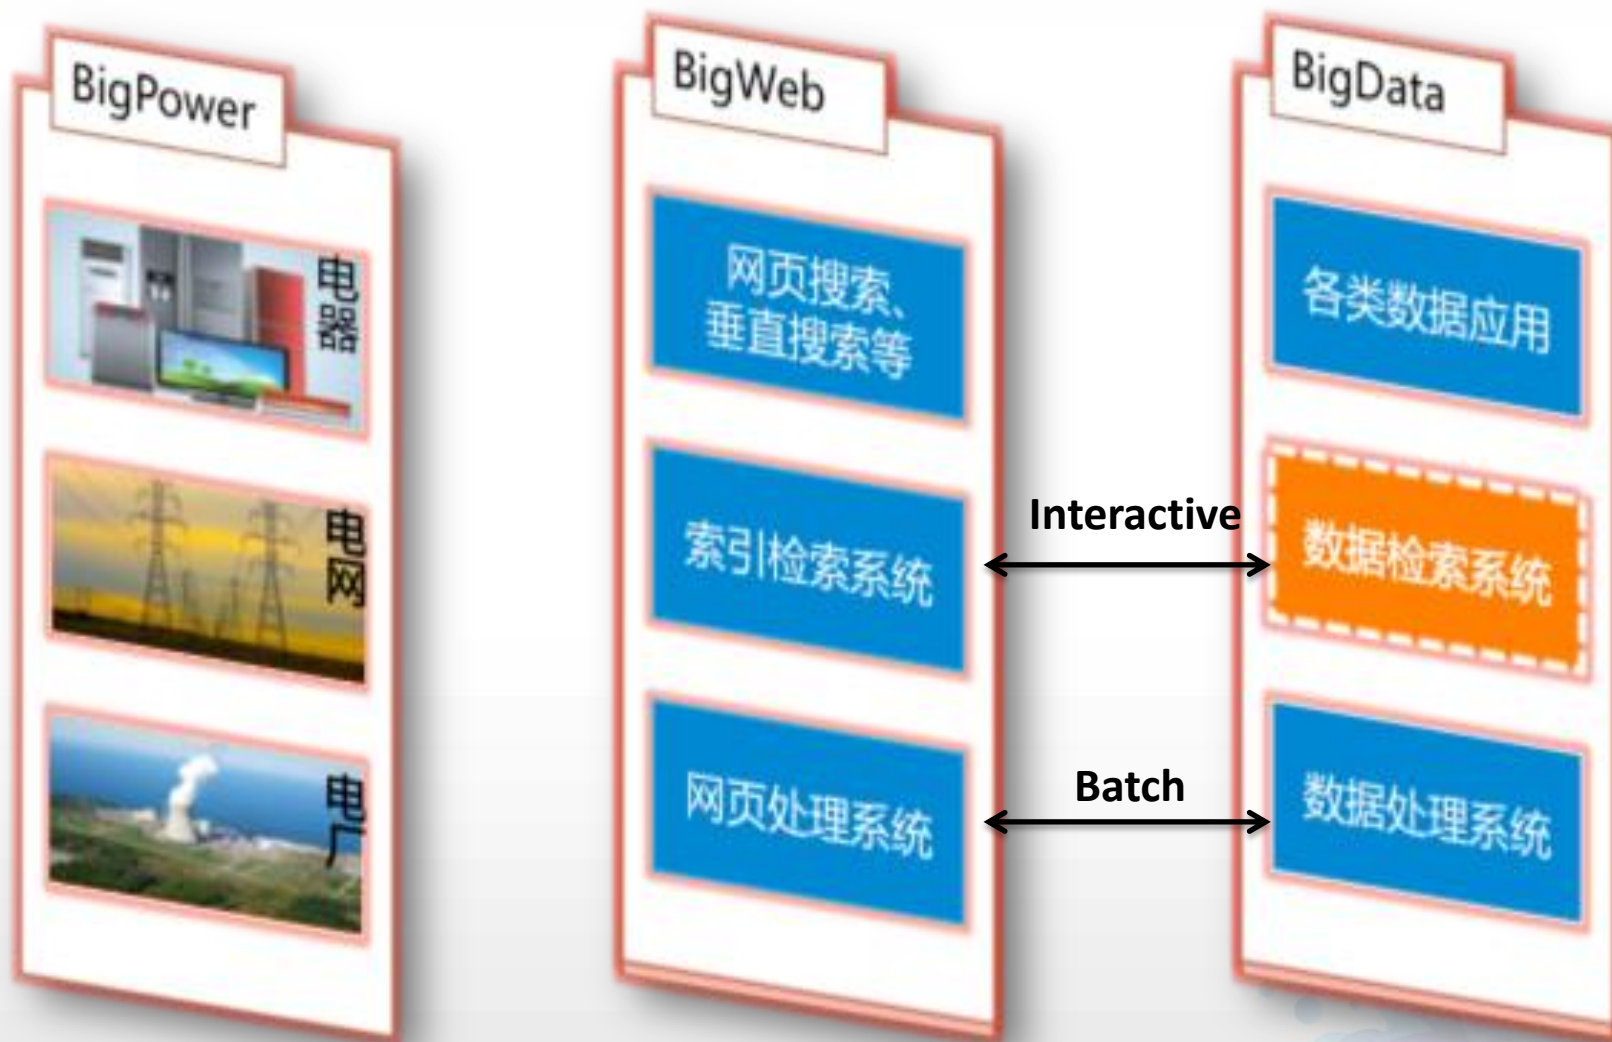 BigPower
电器
电网
电厂
BigWeb
网页搜索、
垂直搜索等
索引检索系统
网页处理系统
Interactive
Batch
BigData
各类数据应用
数据检索系统
数据处理系统